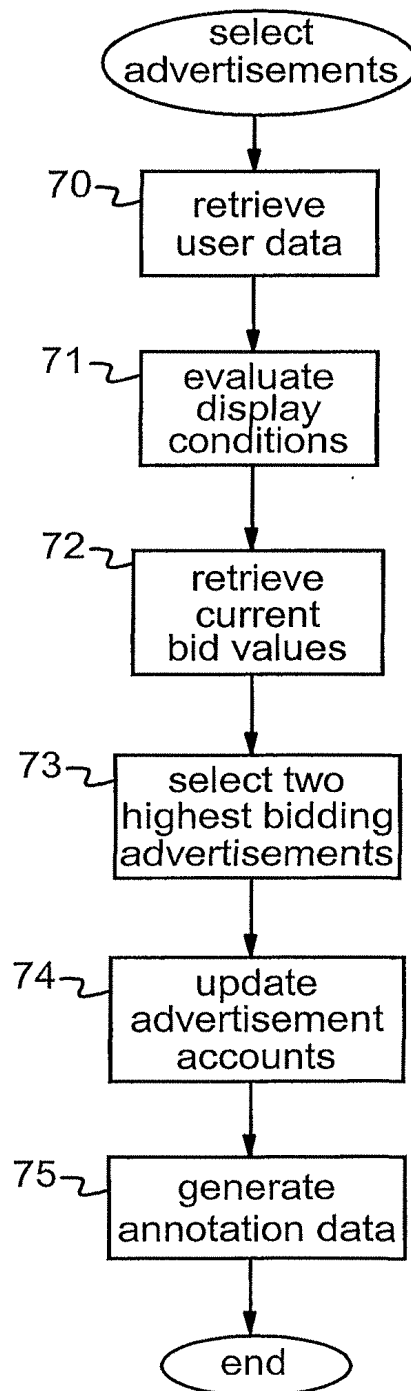 select
advertisements
70
retrieve
user data
71
evaluate
display
conditions
72
retrieve
current
bid values
73
select two
highest bidding
advertisements
74
update
advertisement
accounts
75
generate
annotation data
end